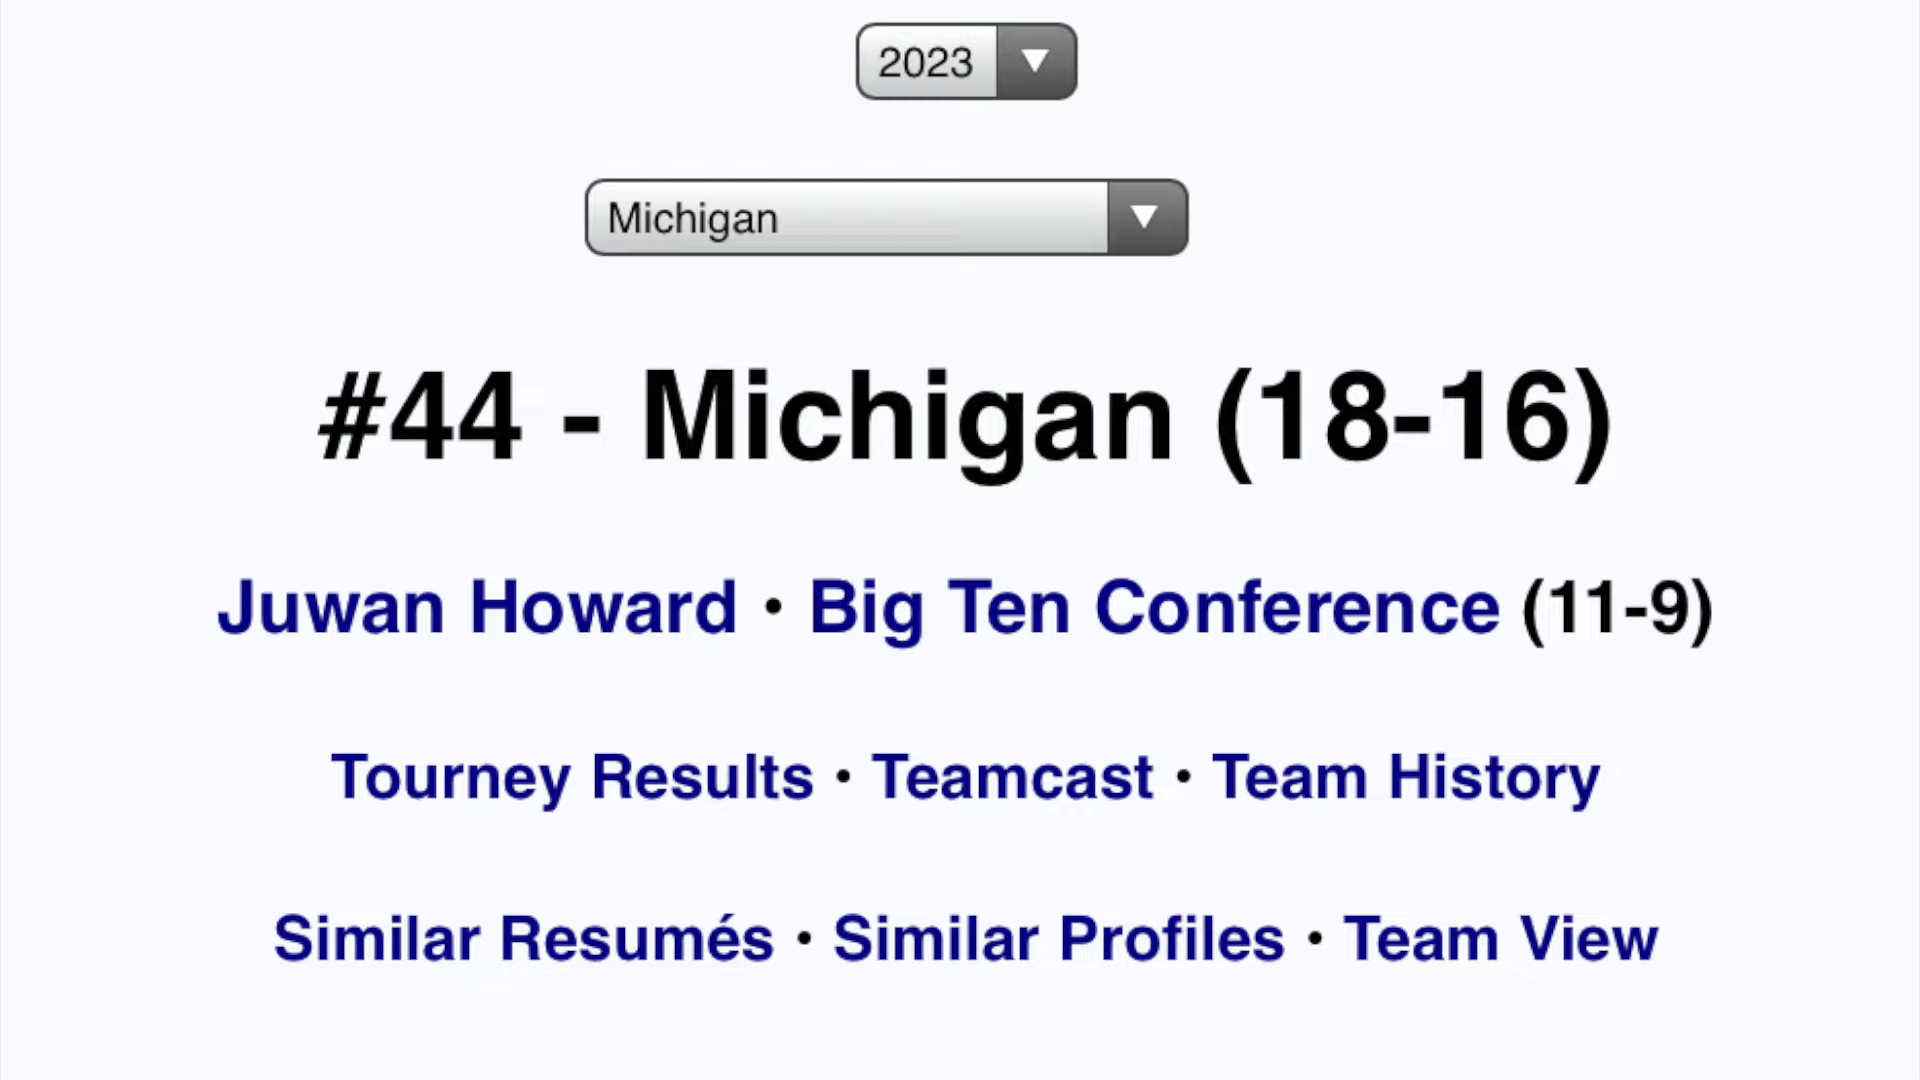 2023
Michigan
#44 - Michigan (18-16)
Juwan Howard • Big Ten Conference (11-9)
Tourney Results • Teamcast • Team History
Similar Resumés • Similar Profiles • Team View